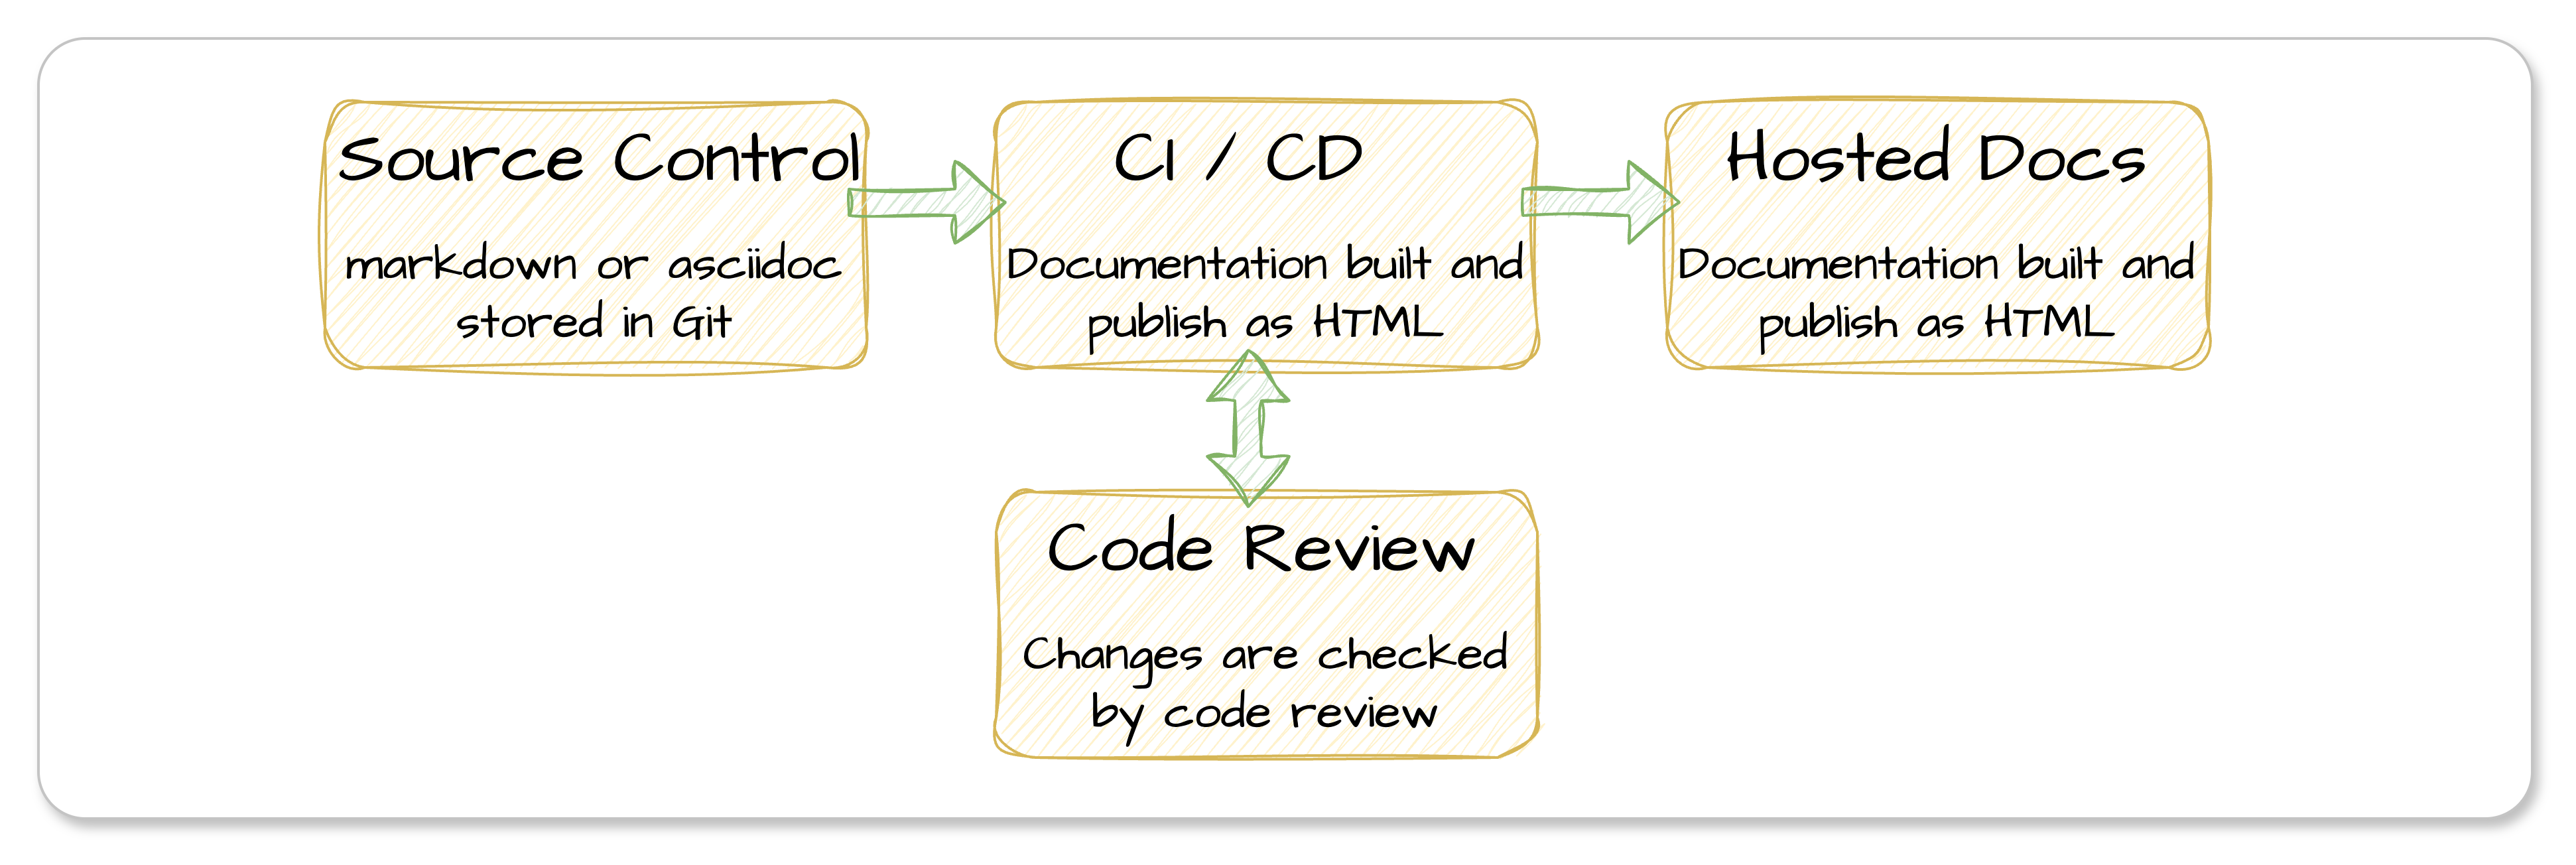 Source Control
markdown or asciidoc
stored in Git
CI / CD
Documentation built and
publish as HTML
Hosted Docs
Documentation built and
publish as HTML
Code Review
Changes are checked
by code review